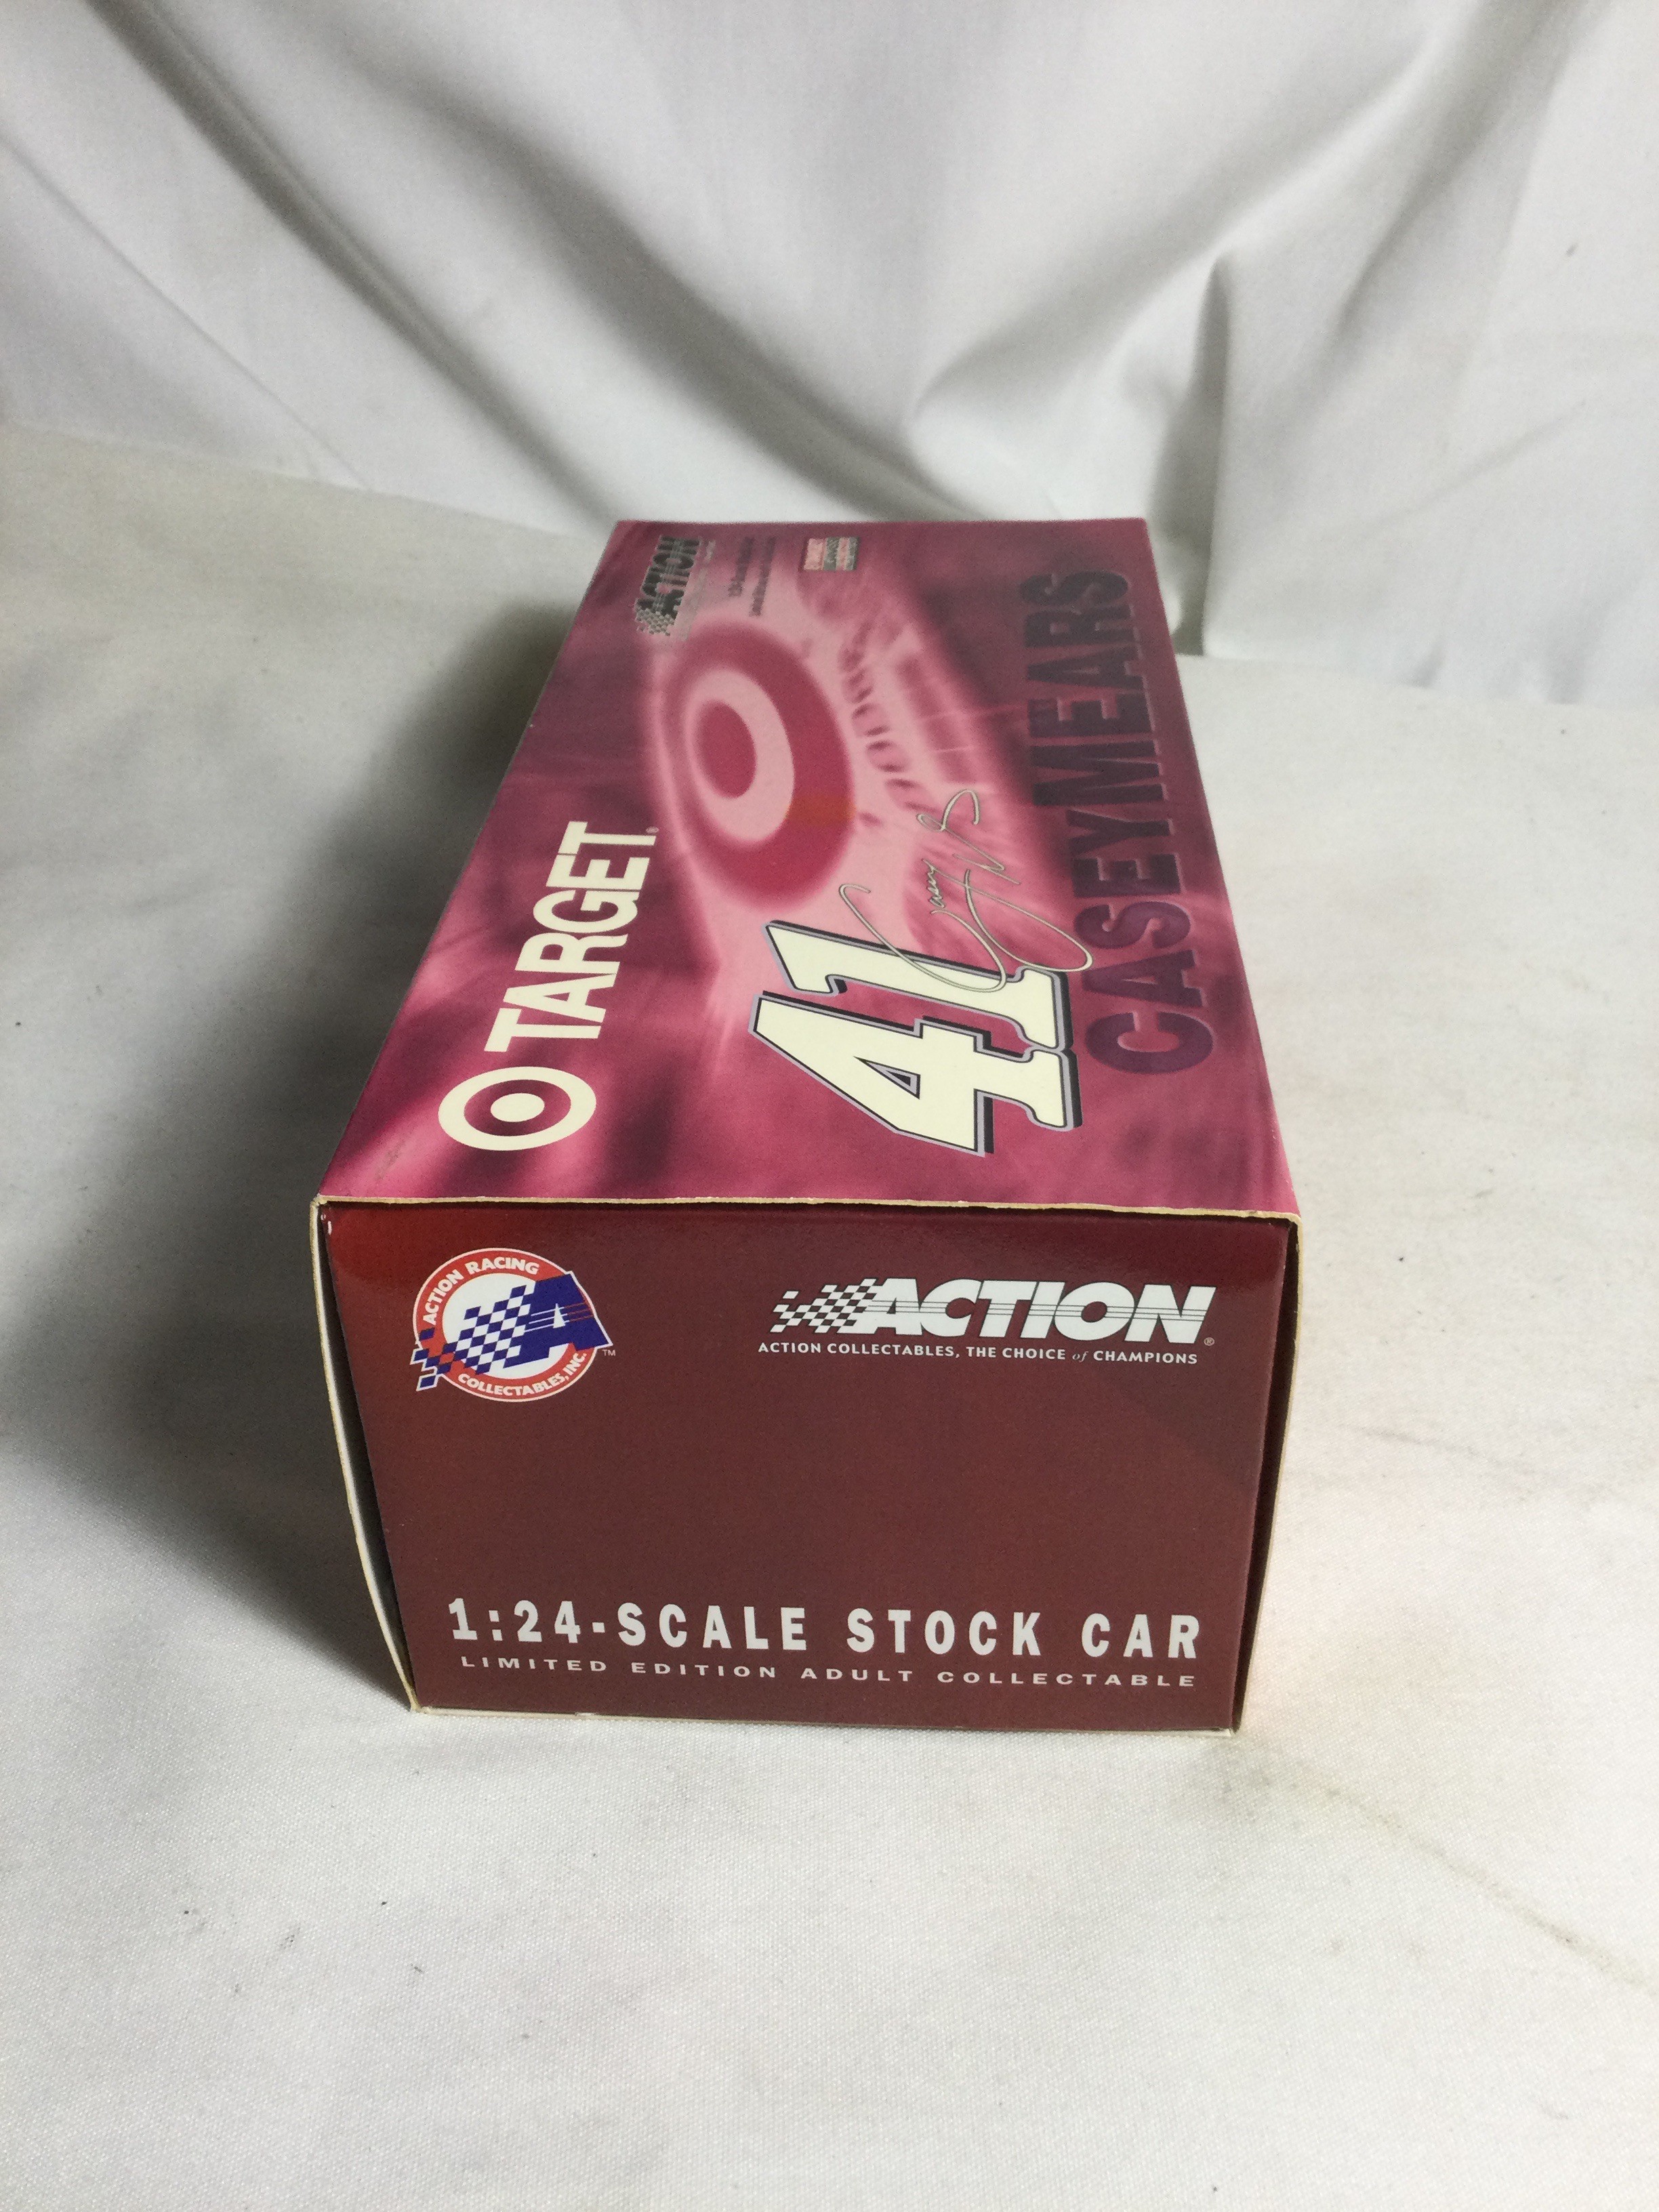 TARGET®
ACTION
41
CASEY MEARS
ACTION RACING
COLLECTABLES, INC.
A
™
ACTION®
ACTION COLLECTABLES, THE CHOICE of CHAMPIONS
1:24-SCALE STOCK CAR
LIMITED EDITION ADULT COLLECTABLE